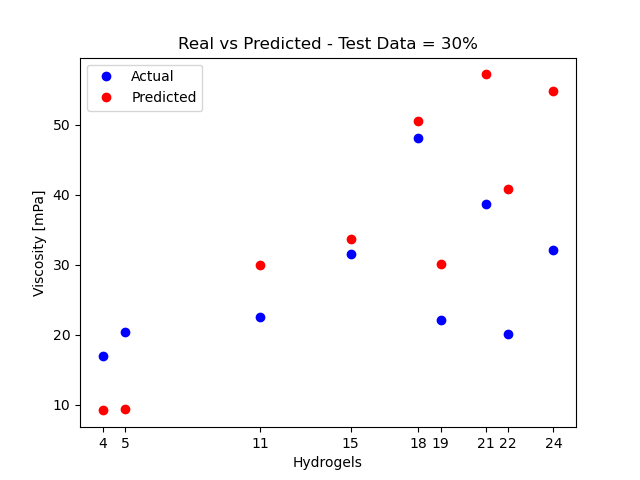 Real vs Predicted - Test Data = 30%
Actual
Predicted
50
40
30
20
10
Viscosity [mPa]
4 5 11 15 18 19 21 22 24
Hydrogels